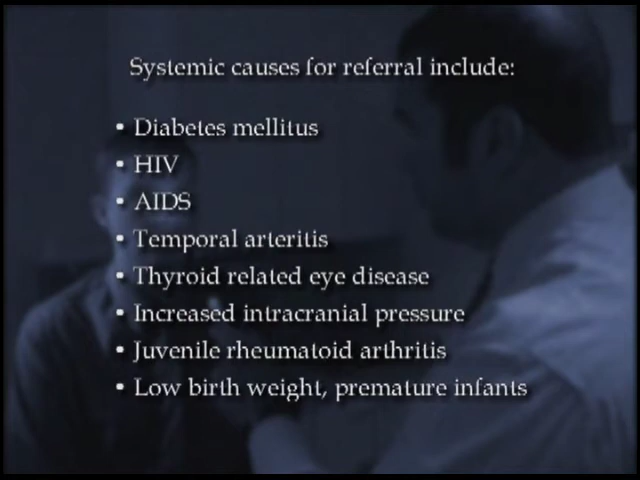 Systemic causes for referral include:
• Diabetes mellitus
• HIV
• AIDS
• Temporal arteritis
• Thyroid related eye disease
• Increased intracranial pressure
• Juvenile rheumatoid arthritis
• Low birth weight, premature infants